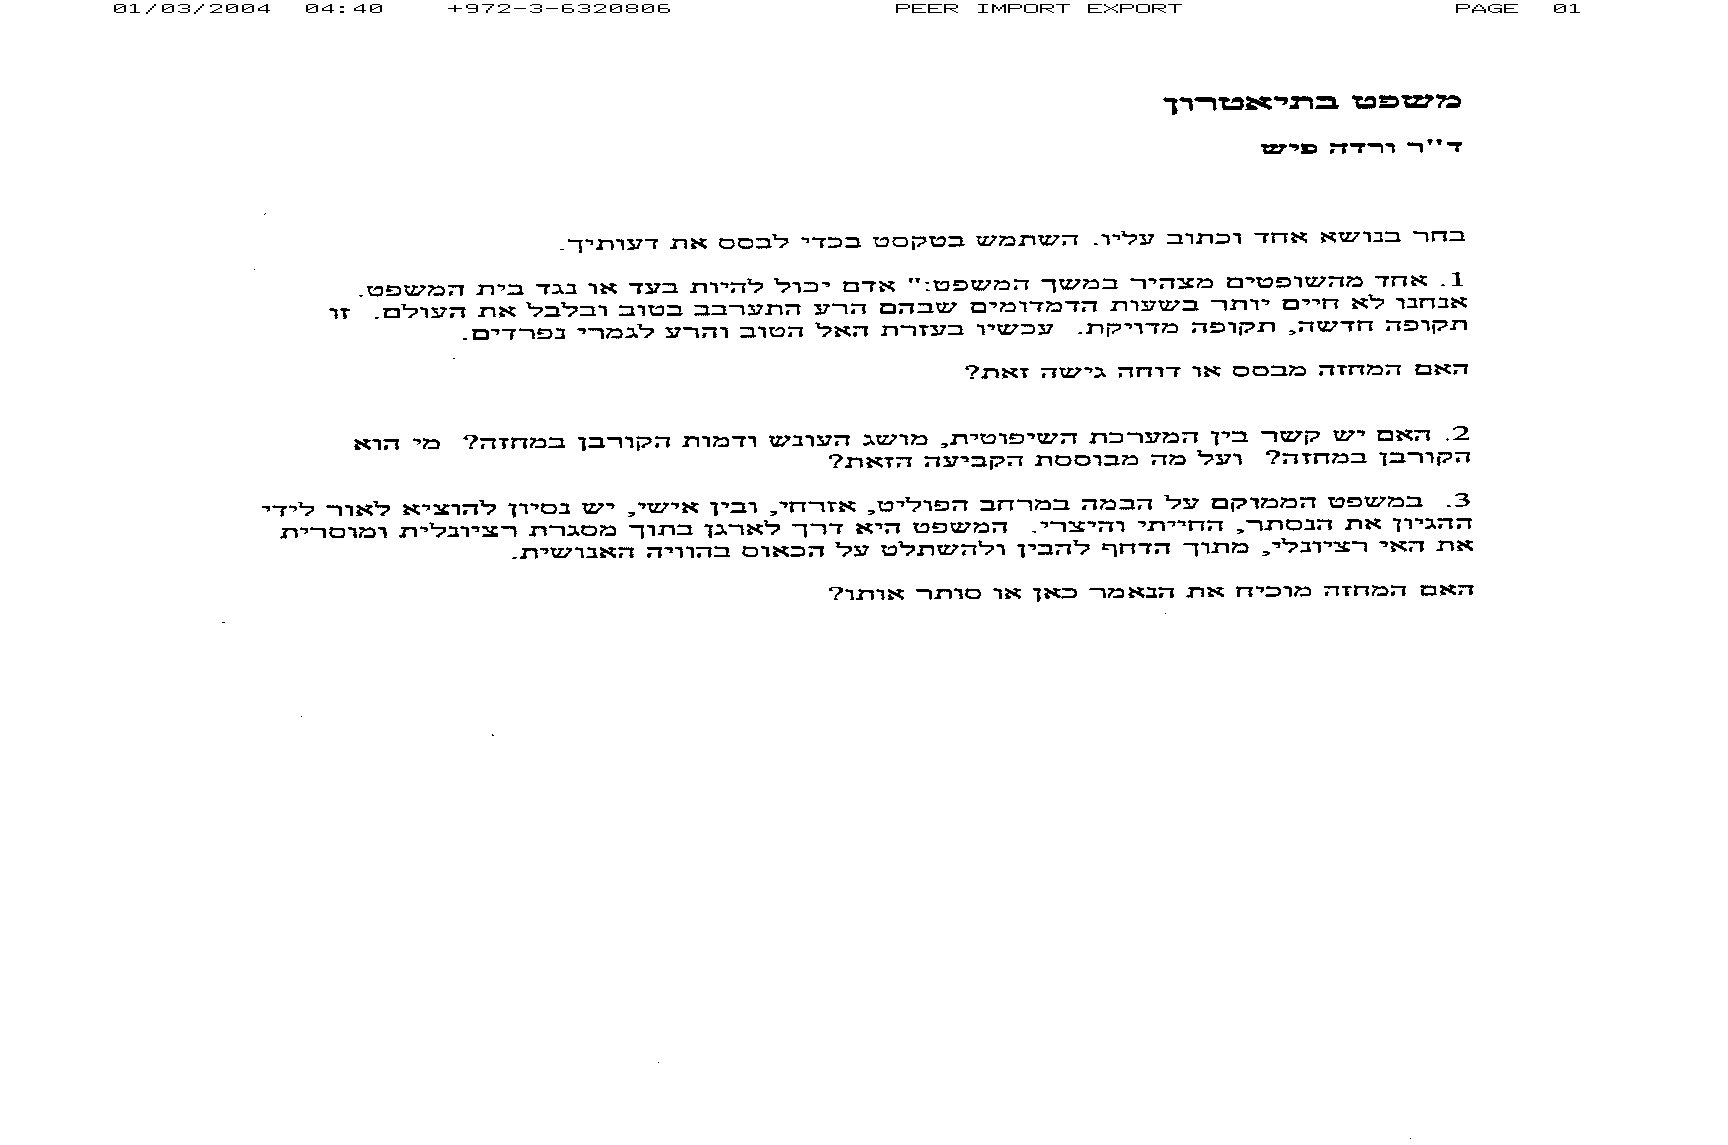 01/03/2004 04:40 +972-3-6320806 PEER IMPORT EXPORT PAGE 01
משפט בתיאטרון
ד"ר ורדה פיש
בחר בנושא אחד וכתוב עליו. השתמש בטקסט בכדי לבסס את דעותיך.
1. אחד מהשופטים מצהיר במשך המשפט:" אדם יכול להיות בעד או נגד בית המשפט.
אנחנו לא חיים יותר בשעות הדמדומים שבהם הרע התערבב בטוב ובלבל את העולם. זו
תקופה חדשה, תקופה מדויקת. עכשיו בעזרת האל הטוב והרע לגמרי נפרדים.
האם המחזה מבסס או דוחה גישה זאת?
2. האם יש קשר בין המערכת השיפוטית, מושג העונש ודמות הקורבן במחזה? מי הוא
הקורבן במחזה? ועל מה מבוססת הקביעה הזאת?
3. במשפט הממוקם על הבמה במרחב הפוליט, אזרחי, ובין אישי, יש נסיון להוציא לאור לידי
ההגיון את הנסתר, החייתי והיצרי. המשפט היא דרך לארגן בתוך מסגרת רציונלית ומוסרית
את האי רציונלי, מתוך הדחף להבין ולהשתלט על הכאוס בהוויה האנושית.
האם המחזה מוכיח את הנאמר כאן או סותר אותו?